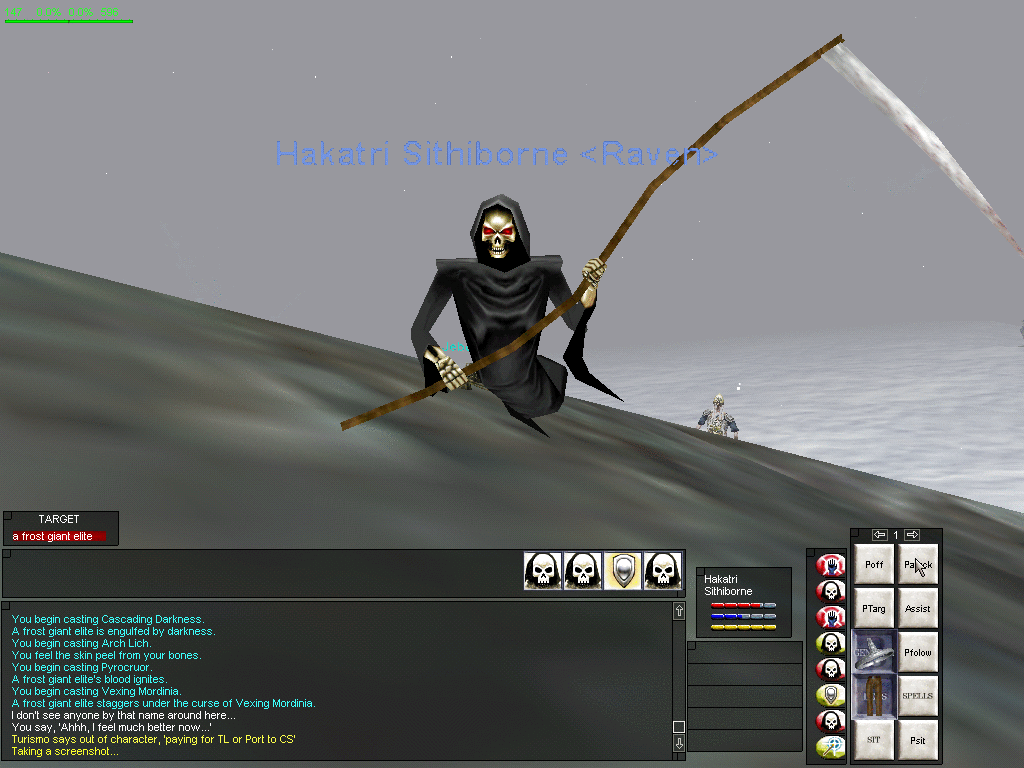 Hakatri Sithiborne <Raven>
TARGET
a frost giant elite
You begin casting Cascading Darkness.
A frost giant elite is engulfed by darkness.
You begin casting Arch Lich.
You feel the skin peel from your bones.
You begin casting Pyrocruor.
A frost giant elite's blood ignites.
You begin casting Vexing Mordinia.
A frost giant elite staggers under the curse of Vexing Mordinia.
I don't see anyone by that name around here...
You say, 'Ahhh, I feel much better now...'
Turismo says out of character, 'paying for TL or Port to CS'
Taking a screenshot...
Hakatri
Sithiborne
1
Poff
PTarg
Assist
Pfolow
SPELLS
SIT
Psit